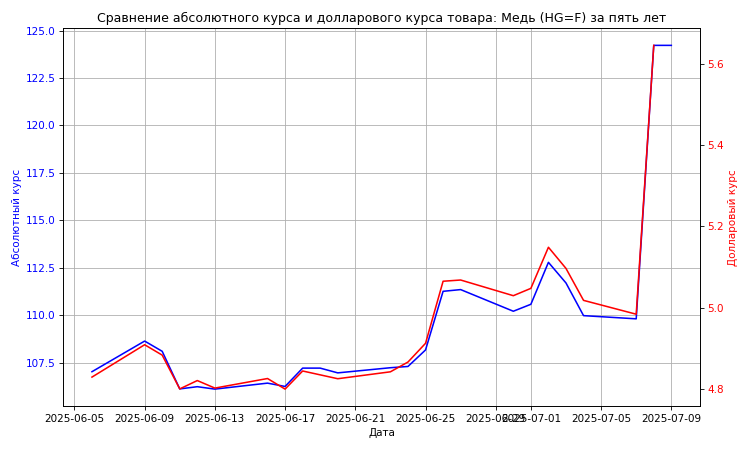 Сравнение абсолютного курса и долларового курса товара: Медь (HG=F) за пять лет
125.0
122.5
120.0
117.5
115.0
112.5
110.0
107.5
Абсолютный курс
5.6
5.4
5.2
5.0
4.8
Долларовый курс
2025-06-05 2025-06-09 2025-06-13 2025-06-17 2025-06-21 2025-06-25 2025-06-29 2025-07-01 2025-07-05 2025-07-09
Дата